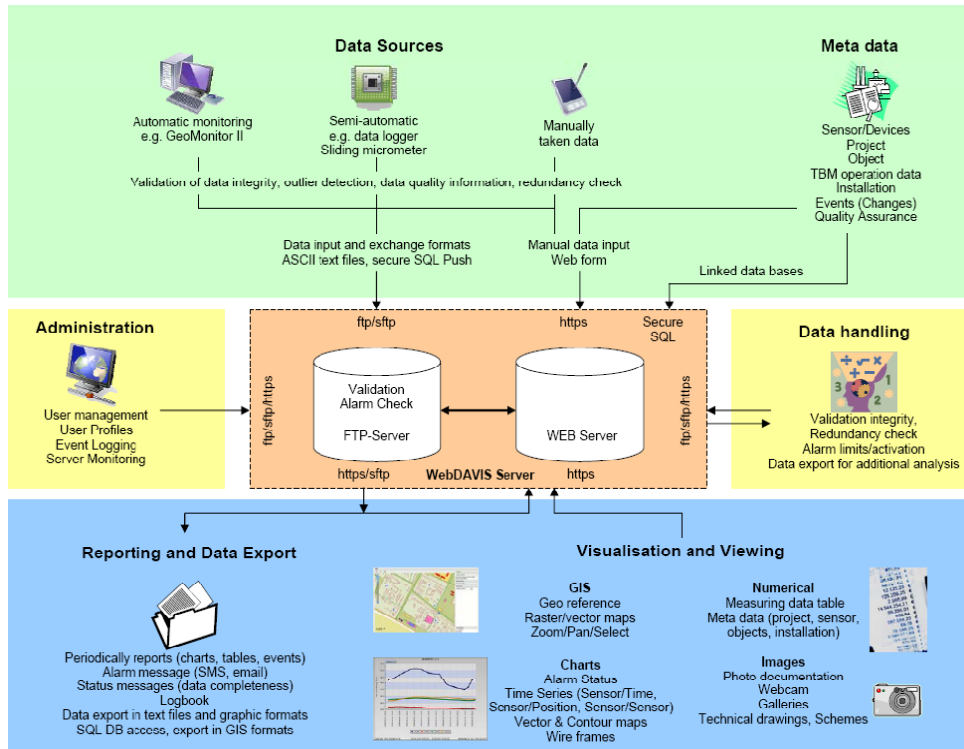 Data Sources
Meta data
Automatic monitoring
e.g. GeoMonitor II
Semi-automatic
e.g. data logger
Sliding micrometer
Manually
taken data
Sensor/Devices
Project
Object
TBM operation data
Installation
Events (Changes)
Quality Assurance
Validation of data integrity, outlier detection, data quality information, redundancy check
Data input and exchange formats
ASCII text files, secure SQL Push
Manual data input
Web form
Linked data bases
Administration
User management
User Profiles
Event Logging
Server Monitoring
ftp/sftp
https
Secure
SQL
ftp/sftp/https
Validation
Alarm Check
FTP-Server
WEB Server
ftp/sftp/https
https/sftp
WebDAVIS Server
https
Data handling
Validation integrity,
Redundancy check
Alarm limits/activation
Data export for additional analysis
Reporting and Data Export
Periodically reports (charts, tables, events)
Alarm message (SMS, email)
Status messages (data completeness)
Logbook
Data export in text files and graphic formats
SQL DB access, export in GIS formats
Visualisation and Viewing
GIS
Geo reference
Raster/vector maps
Zoom/Pan/Select
Numerical
Measuring data table
Meta data (project, sensor,
objects, installation)
Charts
Alarm Status
Time Series (Sensor/Time,
Sensor/Position, Sensor/Sensor)
Vector & Contour maps
Wire frames
Images
Photo documentation
Webcam
Galleries
Technical drawings, Schemes